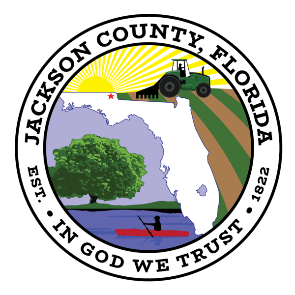 JACKSON COUNTY, FLORIDA
EST. • IN GOD WE TRUST • 1822